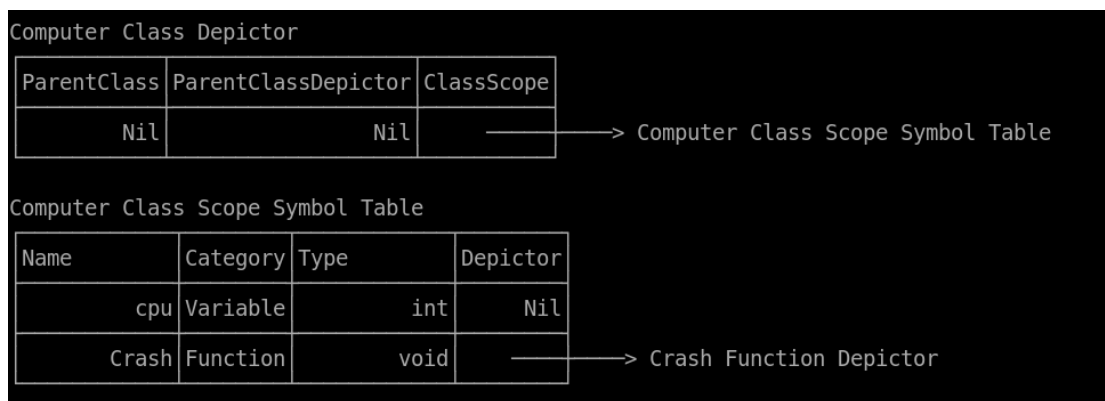 Computer Class Depictor
ParentClass ParentClassDepictor ClassScope
Nil Nil ————> Computer Class Scope Symbol Table
Computer Class Scope Symbol Table
Name Category Type Depictor
cpu Variable int Nil
Crash Function void ————> Crash Function Depictor